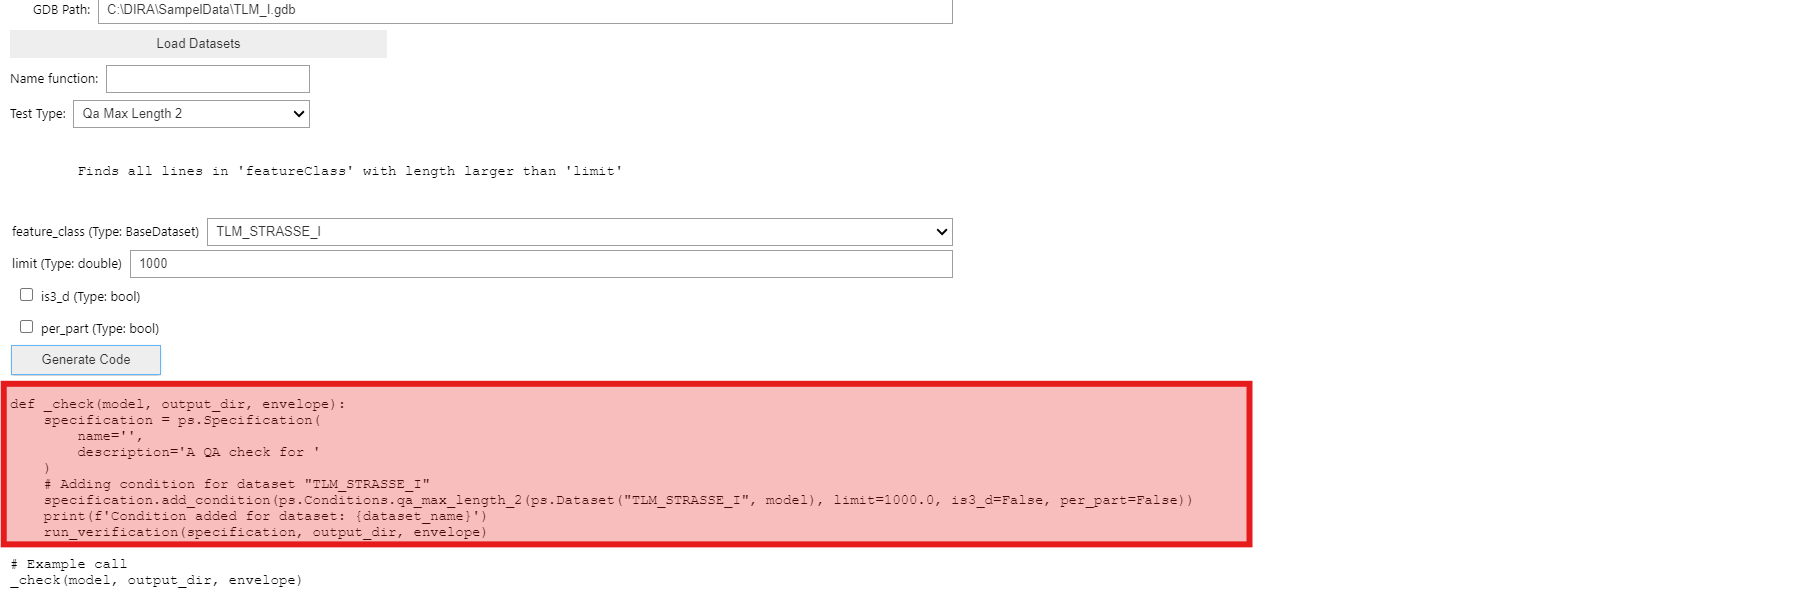 GDB Path: C:\DIRA\SampelData\TLM_I.gdb
Load Datasets
Name function:
Test Type: Qa Max Length 2
Finds all lines in 'featureClass' with length larger than 'limit'
feature_class (Type: BaseDataset) TLM_STRASSE_I
limit (Type: double) 1000
is3_d (Type: bool)
per_part (Type: bool)
Generate Code
def _check(model, output_dir, envelope):
    specification = ps.Specification(
        name='',
        description='A QA check for '
    )
    # Adding condition for dataset "TLM_STRASSE_I"
    specification.add_condition(ps.Conditions.qa_max_length_2(ps.Dataset("TLM_STRASSE_I", model), limit=1000.0, is3_d=False, per_part=False))
    print(f'Condition added for dataset: {dataset_name}')
    run_verification(specification, output_dir, envelope)
# Example call
_check(model, output_dir, envelope)